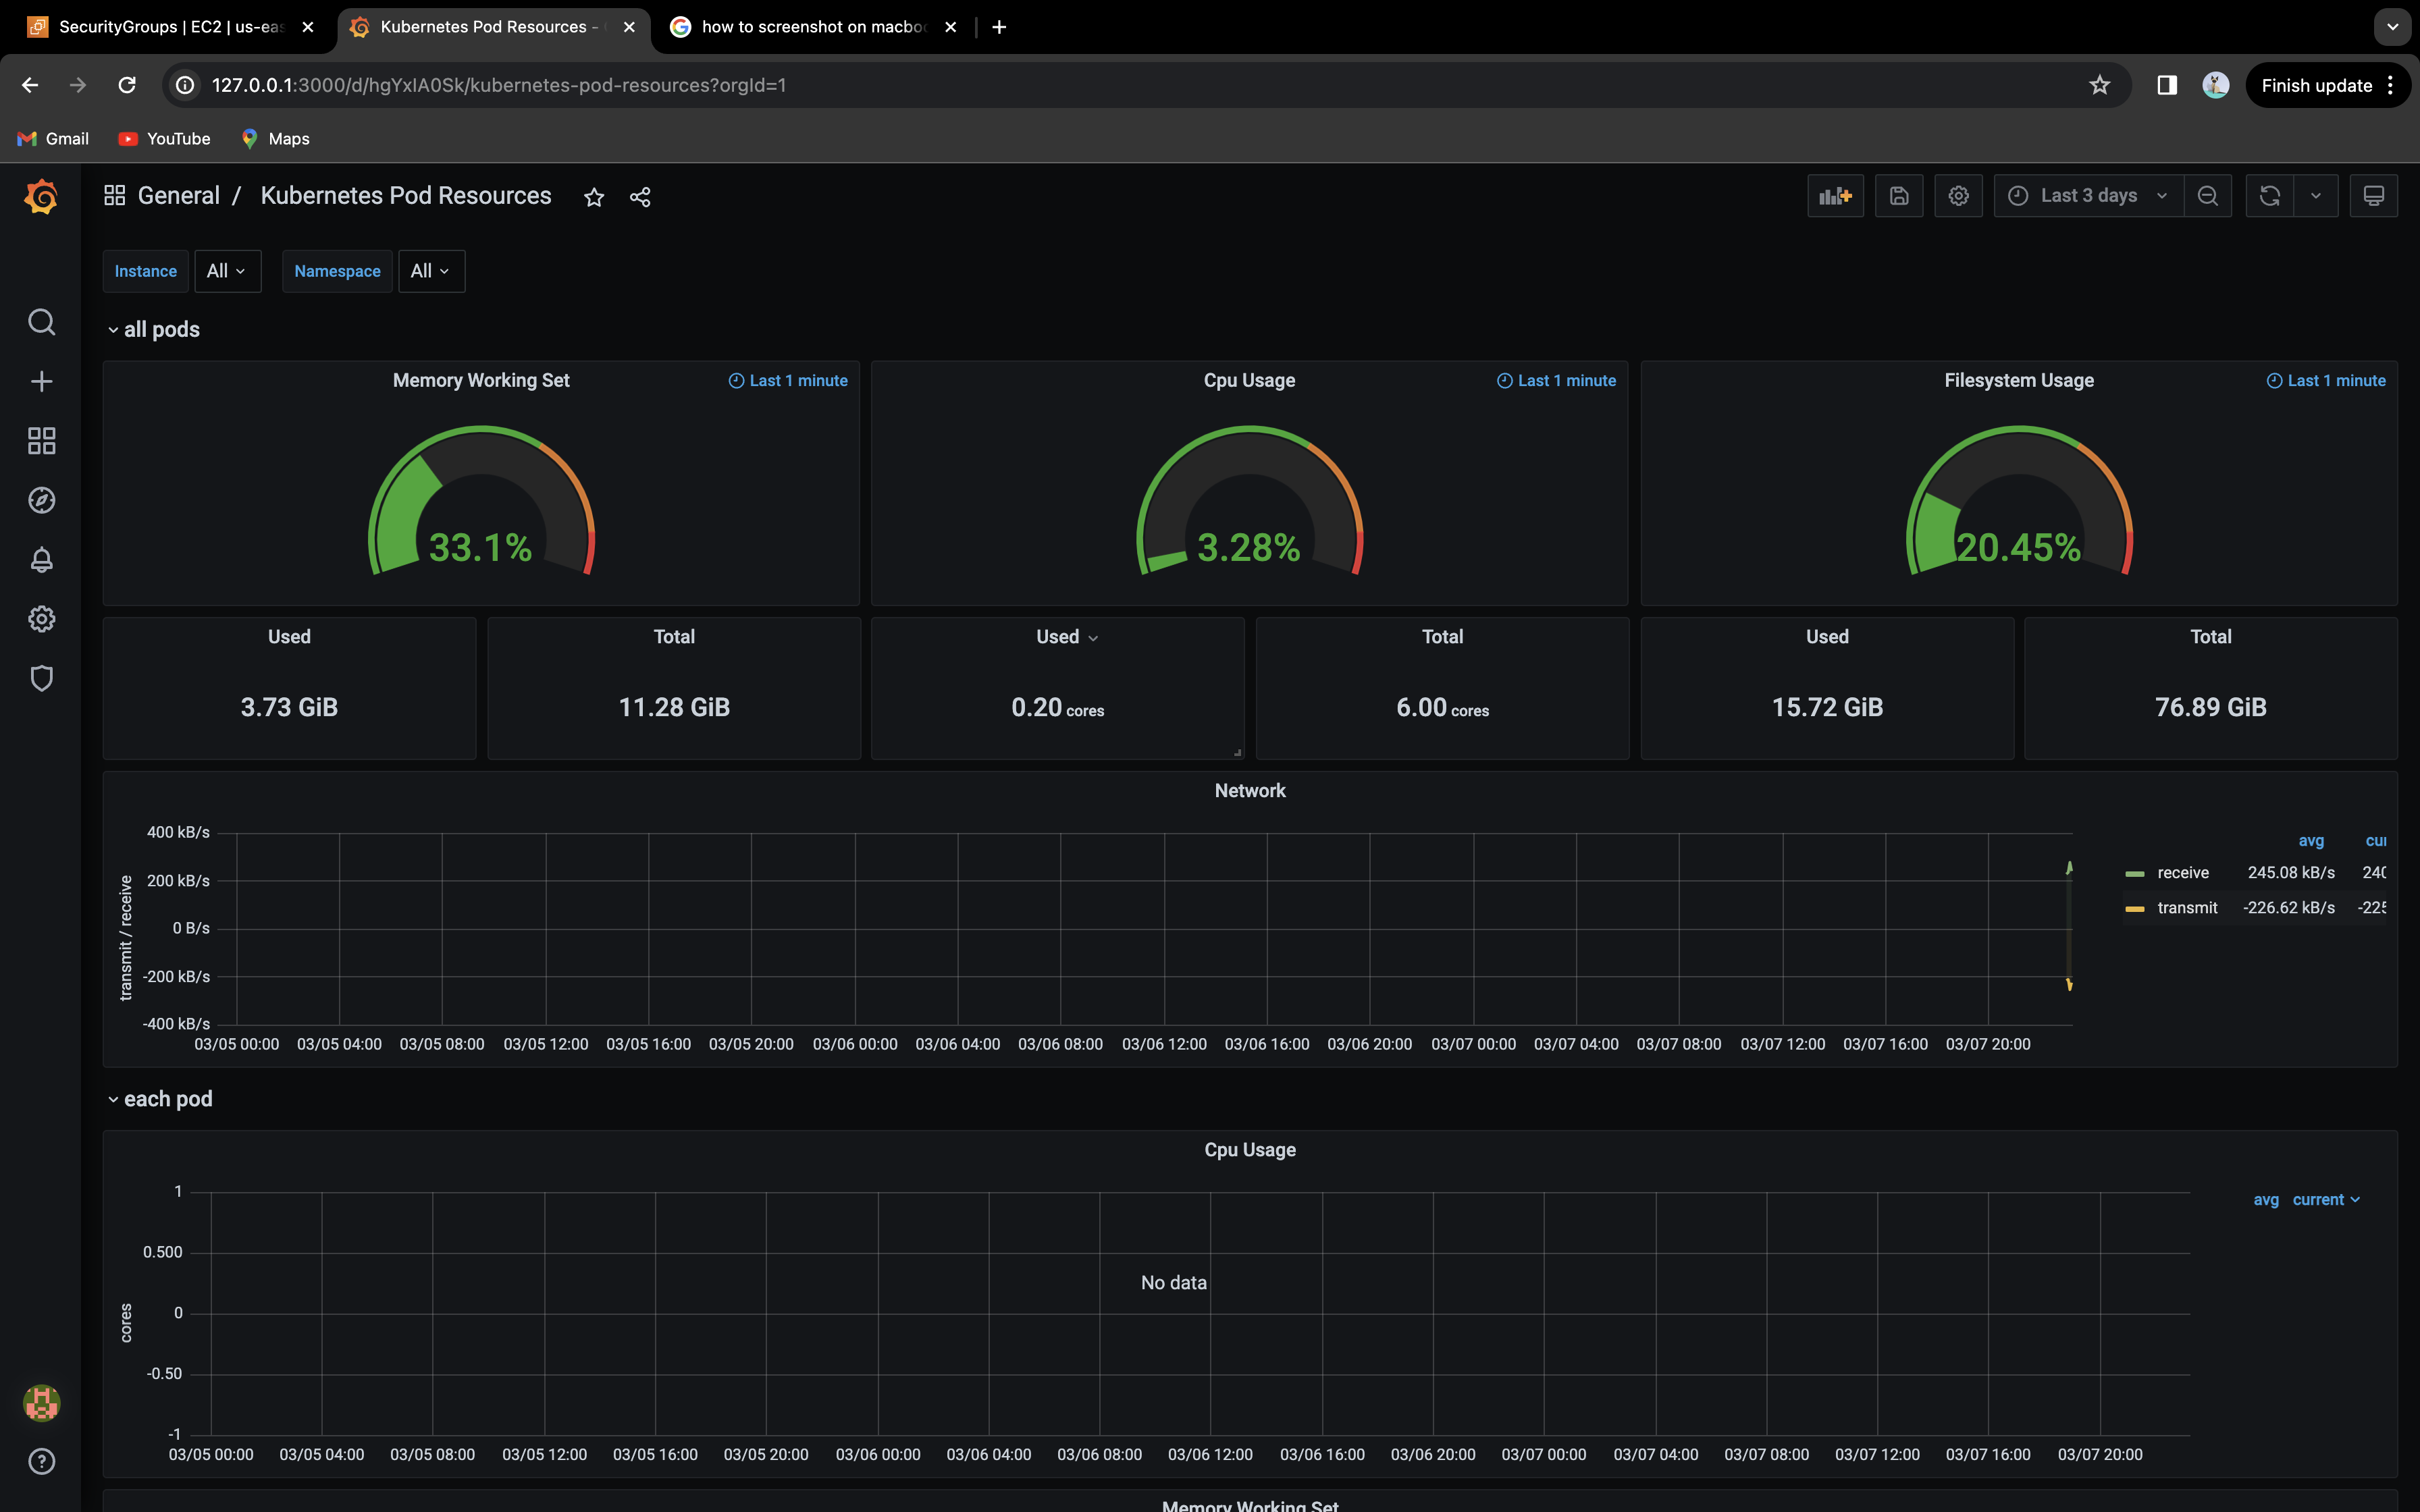 SecurityGroups | EC2 | us-eas
Kubernetes Pod Resources -
how to screenshot on macboo
127.0.0.1:3000/d/hgYxIA0Sk/kubernetes-pod-resources?orgId=1
Finish update
Gmail YouTube Maps
General / Kubernetes Pod Resources
Last 3 days
Instance All Namespace All
all pods
Memory Working Set Last 1 minute
33.1%
Cpu Usage Last 1 minute
3.28%
Filesystem Usage Last 1 minute
20.45%
Used
3.73 GiB
Total
11.28 GiB
Used
0.20 cores
Total
6.00 cores
Used
15.72 GiB
Total
76.89 GiB
Network
transmit / receive
400 kB/s
200 kB/s
0 B/s
-200 kB/s
-400 kB/s
03/05 00:00 03/05 04:00 03/05 08:00 03/05 12:00 03/05 16:00 03/05 20:00 03/06 00:00 03/06 04:00 03/06 08:00 03/06 12:00 03/06 16:00 03/06 20:00 03/07 00:00 03/07 04:00 03/07 08:00 03/07 12:00 03/07 16:00 03/07 20:00
avg
receive 245.08 kB/s
transmit -226.62 kB/s
each pod
Cpu Usage
cores
1
0.500
0
-0.50
-1
No data
avg current
03/05 00:00 03/05 04:00 03/05 08:00 03/05 12:00 03/05 16:00 03/05 20:00 03/06 00:00 03/06 04:00 03/06 08:00 03/06 12:00 03/06 16:00 03/06 20:00 03/07 00:00 03/07 04:00 03/07 08:00 03/07 12:00 03/07 16:00 03/07 20:00
Memory Working Set